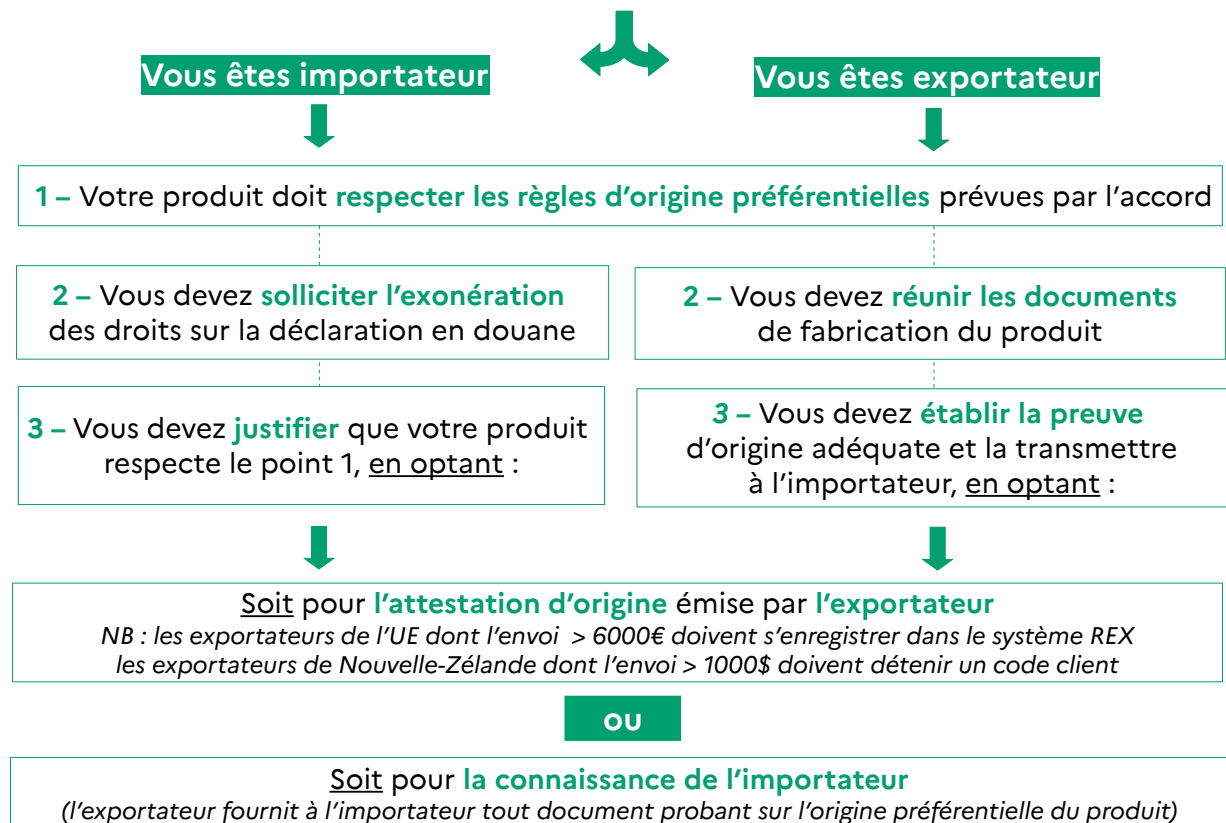 Vous êtes importateur
Vous êtes exportateur
1 – Votre produit doit respecter les règles d'origine préférentielles prévues par l'accord
2 – Vous devez solliciter l'exonération
des droits sur la déclaration en douane
2 – Vous devez réunir les documents
de fabrication du produit
3 – Vous devez justifier que votre produit
respecte le point 1, en optant :
3 – Vous devez établir la preuve
d'origine adéquate et la transmettre
à l'importateur, en optant :
Soit pour l'attestation d'origine émise par l'exportateur
NB : les exportateurs de l'UE dont l'envoi > 6000€ doivent s'enregistrer dans le système REX
les exportateurs de Nouvelle-Zélande dont l'envoi > 1000$ doivent détenir un code client
ou
Soit pour la connaissance de l'importateur
(l'exportateur fournit à l'importateur tout document probant sur l'origine préférentielle du produit)